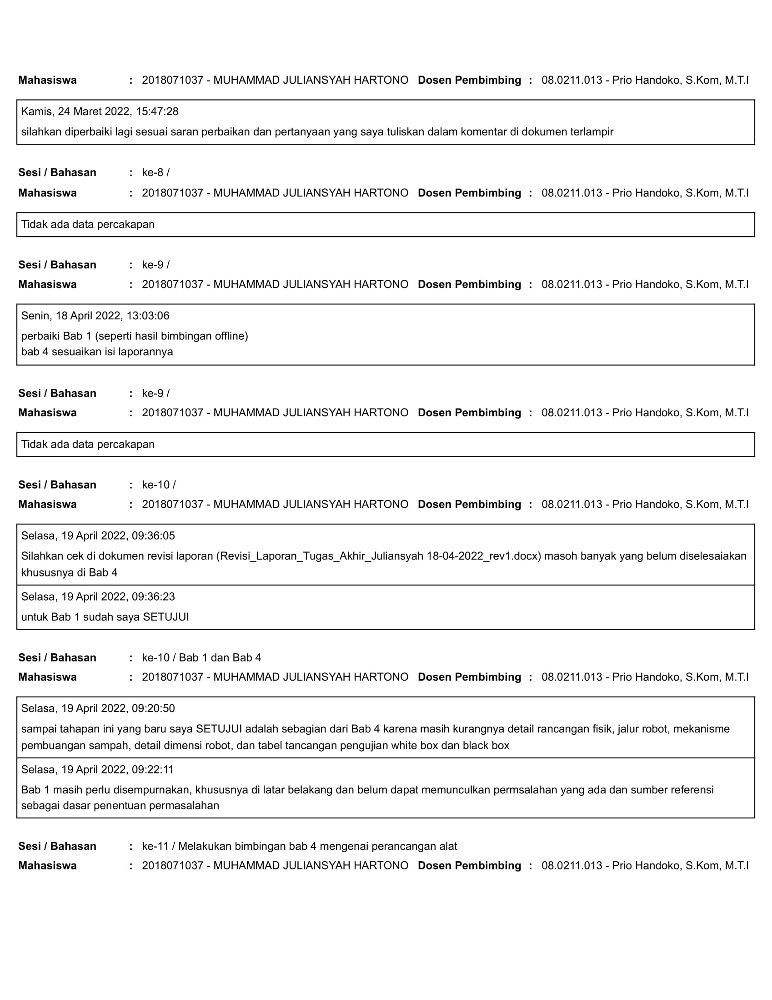 Mahasiswa : 2018071037 - MUHAMMAD JULIANSYAH HARTONO Dosen Pembimbing : 08.0211.013 - Prio Handoko, S.Kom, M.T.I
Kamis, 24 Maret 2022, 15:47:28
silahkan diperbaiki lagi sesuai saran perbaikan dan pertanyaan yang saya tuliskan dalam komentar di dokumen terlampir
Sesi / Bahasan : ke-8 /
Mahasiswa : 2018071037 - MUHAMMAD JULIANSYAH HARTONO Dosen Pembimbing : 08.0211.013 - Prio Handoko, S.Kom, M.T.I
Tidak ada data percakapan
Sesi / Bahasan : ke-9 /
Mahasiswa : 2018071037 - MUHAMMAD JULIANSYAH HARTONO Dosen Pembimbing : 08.0211.013 - Prio Handoko, S.Kom, M.T.I
Senin, 18 April 2022, 13:03:06
perbaiki Bab 1 (seperti hasil bimbingan offline)
bab 4 sesuaikan isi laporannya
Sesi / Bahasan : ke-9 /
Mahasiswa : 2018071037 - MUHAMMAD JULIANSYAH HARTONO Dosen Pembimbing : 08.0211.013 - Prio Handoko, S.Kom, M.T.I
Tidak ada data percakapan
Sesi / Bahasan : ke-10 /
Mahasiswa : 2018071037 - MUHAMMAD JULIANSYAH HARTONO Dosen Pembimbing : 08.0211.013 - Prio Handoko, S.Kom, M.T.I
Selasa, 19 April 2022, 09:36:05
Silahkan cek di dokumen revisi laporan (Revisi_Laporan_Tugas_Akhir_Juliansyah 18-04-2022_rev1.docx) masoh banyak yang belum diselesaiakan
khususnya di Bab 4
Selasa, 19 April 2022, 09:36:23
untuk Bab 1 sudah saya SETUJUI
Sesi / Bahasan : ke-10 / Bab 1 dan Bab 4
Mahasiswa : 2018071037 - MUHAMMAD JULIANSYAH HARTONO Dosen Pembimbing : 08.0211.013 - Prio Handoko, S.Kom, M.T.I
Selasa, 19 April 2022, 09:20:50
sampai tahapan ini yang baru saya SETUJUI adalah sebagian dari Bab 4 karena masih kurangnya detail rancangan fisik, jalur robot, mekanisme
pembuangan sampah, detail dimensi robot, dan tabel tancangan pengujian white box dan black box
Selasa, 19 April 2022, 09:22:11
Bab 1 masih perlu disempurnakan, khususnya di latar belakang dan belum dapat memunculkan permsalahan yang ada dan sumber referensi
sebagai dasar penentuan permasalahan
Sesi / Bahasan : ke-11 / Melakukan bimbingan bab 4 mengenai perancangan alat
Mahasiswa : 2018071037 - MUHAMMAD JULIANSYAH HARTONO Dosen Pembimbing : 08.0211.013 - Prio Handoko, S.Kom, M.T.I